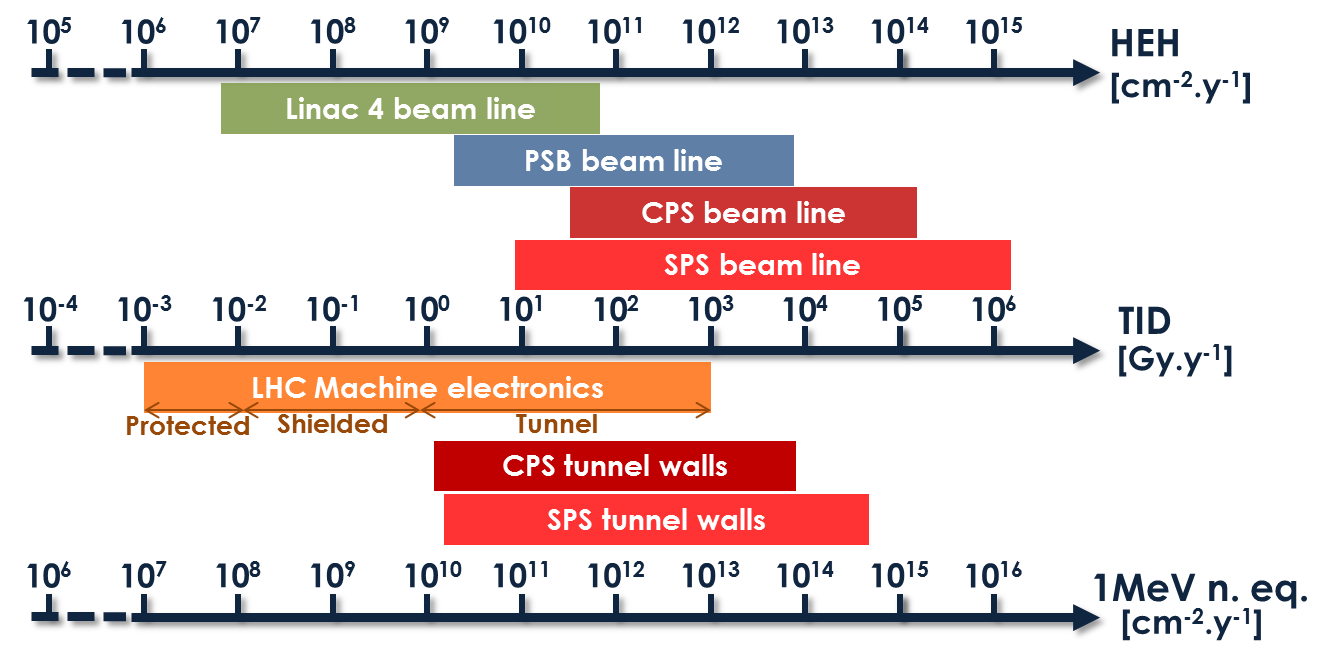 10⁵ 10⁶ 10⁷ 10⁸ 10⁹ 10¹⁰ 10¹¹ 10¹² 10¹³ 10¹⁴ 10¹⁵
HEH
[cm⁻².y⁻¹]
Linac 4 beam line
PSB beam line
CPS beam line
SPS beam line
10⁻⁴ 10⁻³ 10⁻² 10⁻¹ 10⁰ 10¹ 10² 10³ 10⁴ 10⁵ 10⁶
TID
[Gy.y⁻¹]
LHC Machine electronics
Protected Shielded Tunnel
CPS tunnel walls
SPS tunnel walls
10⁶ 10⁷ 10⁸ 10⁹ 10¹⁰ 10¹¹ 10¹² 10¹³ 10¹⁴ 10¹⁵ 10¹⁶
1MeV n. eq.
[cm⁻².y⁻¹]